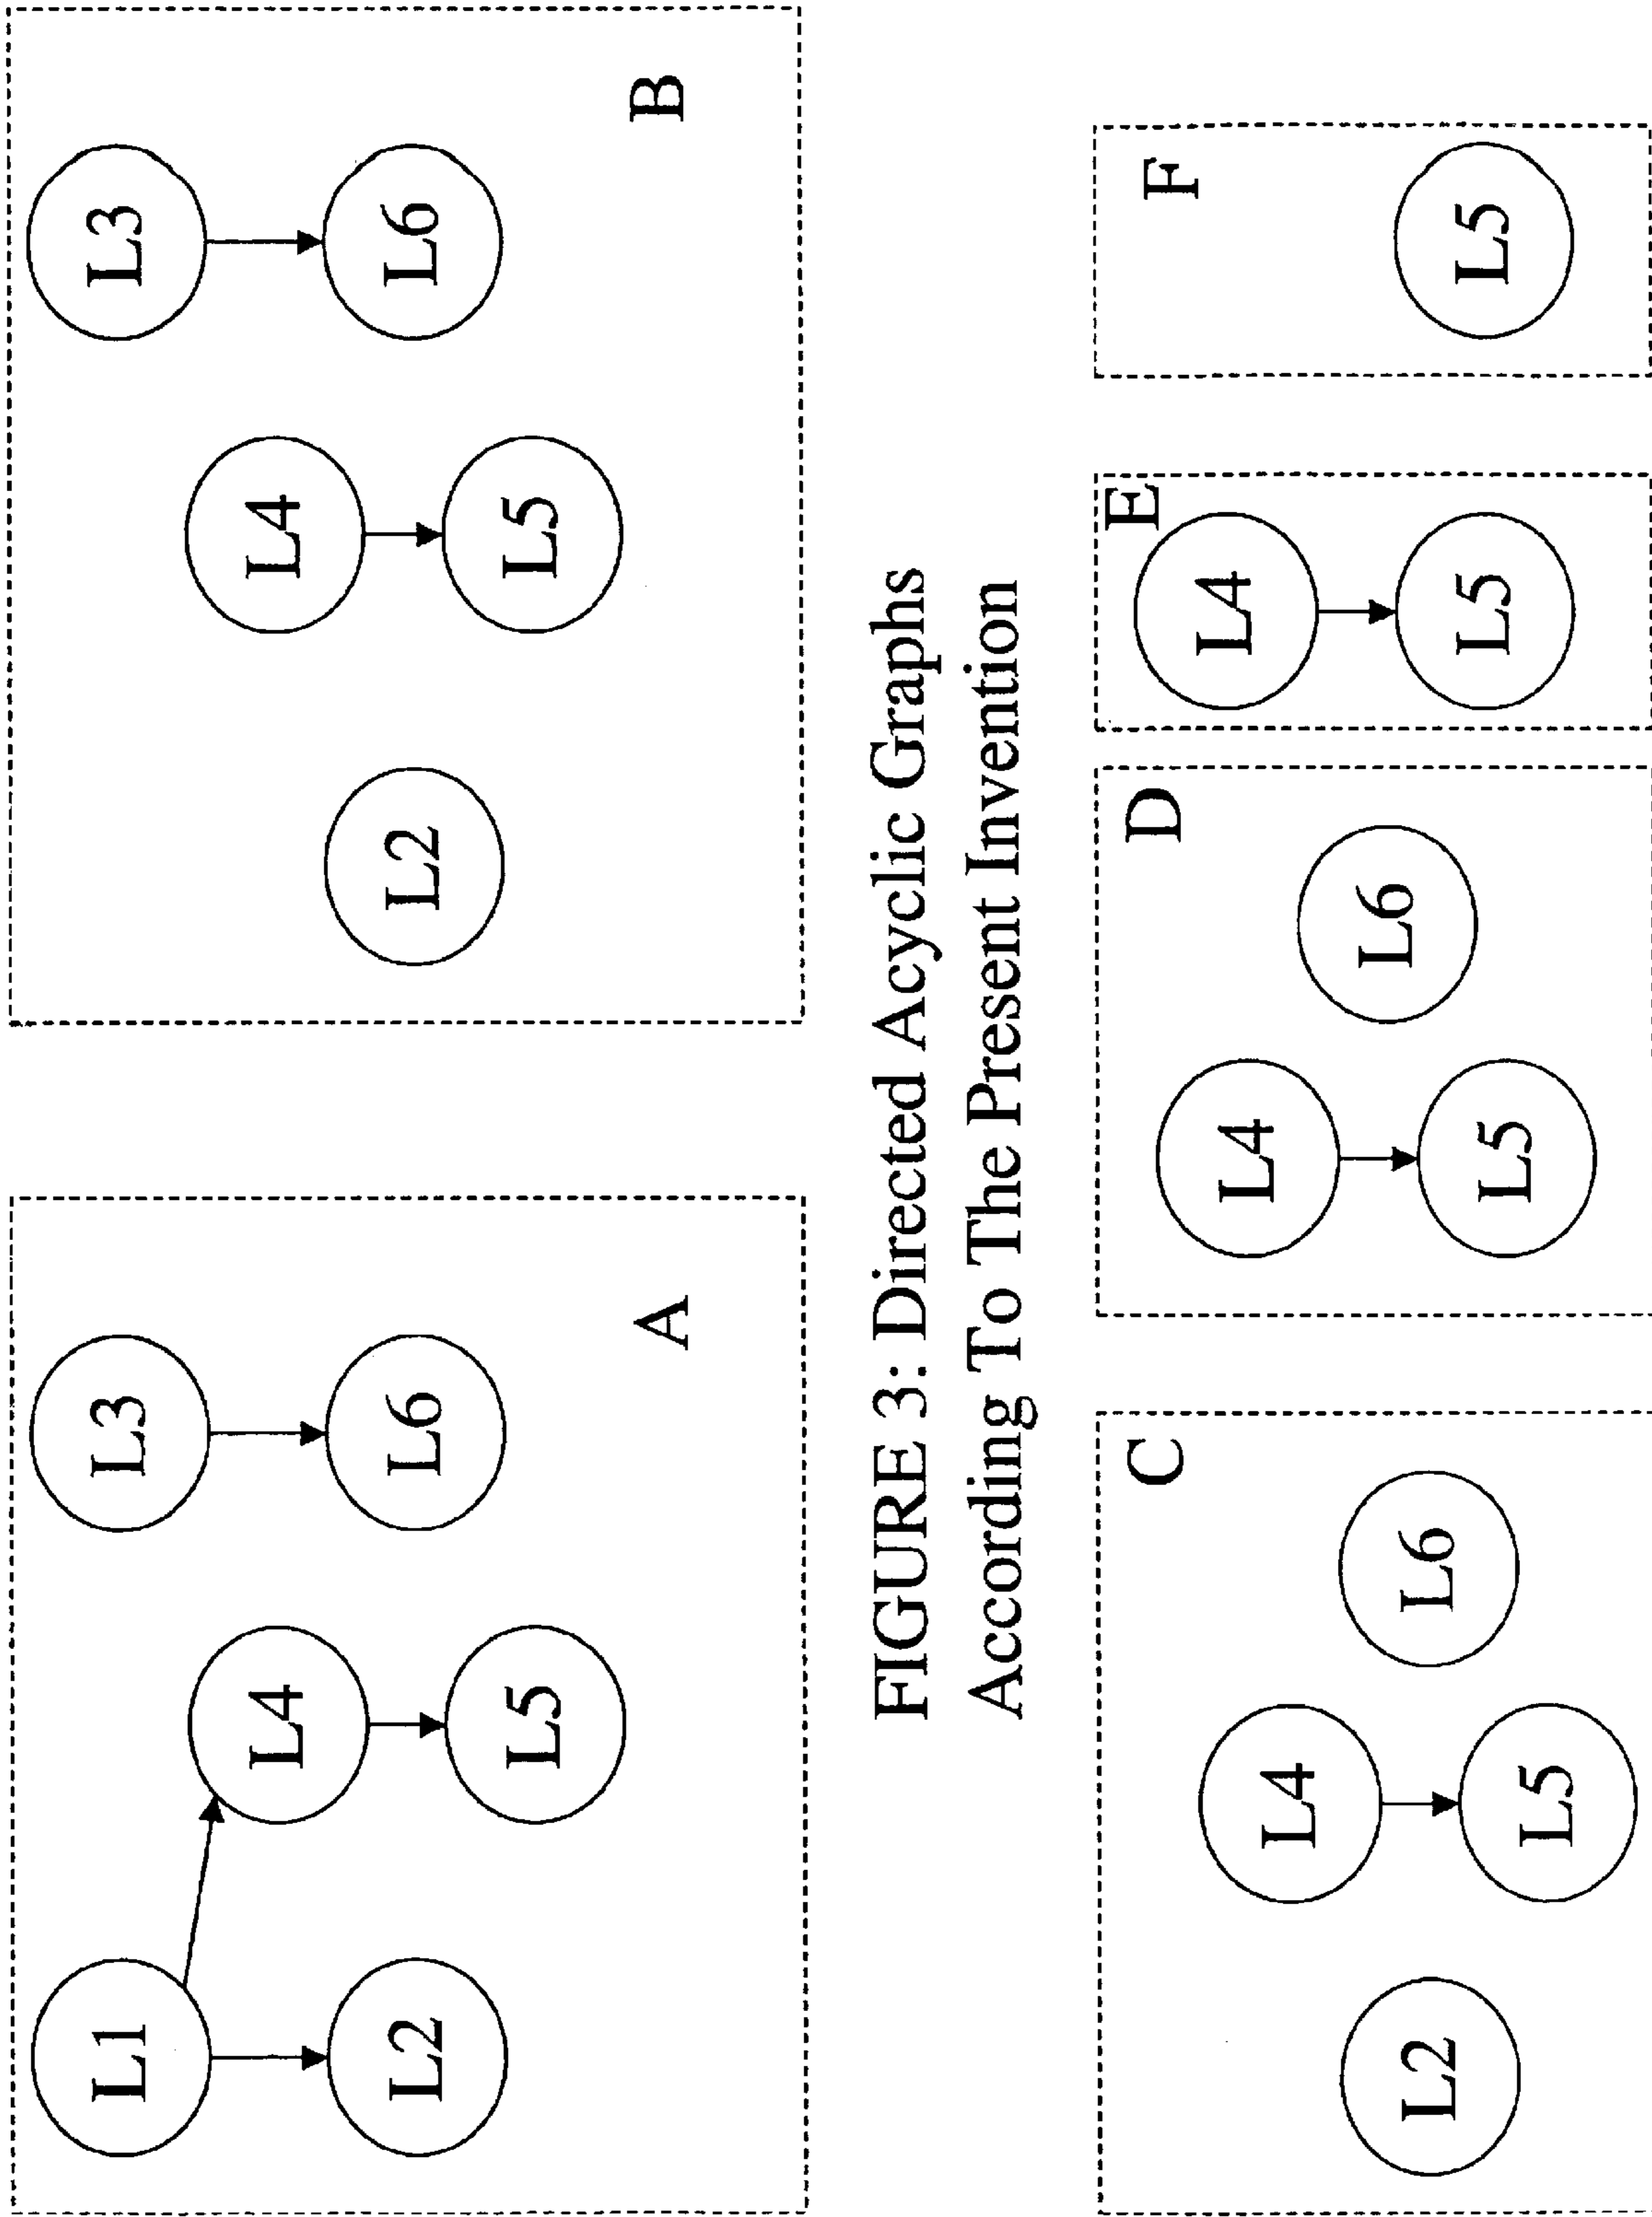 L1
L4
L3
L2
L5
L6
A
L3
L4
L2
L5
L6
B
FIGURE 3: Directed Acyclic Graphs
According To The Present Invention
C
L4
L2
L5
L6
D
L4
L6
L5
E
L4
L5
F
L5